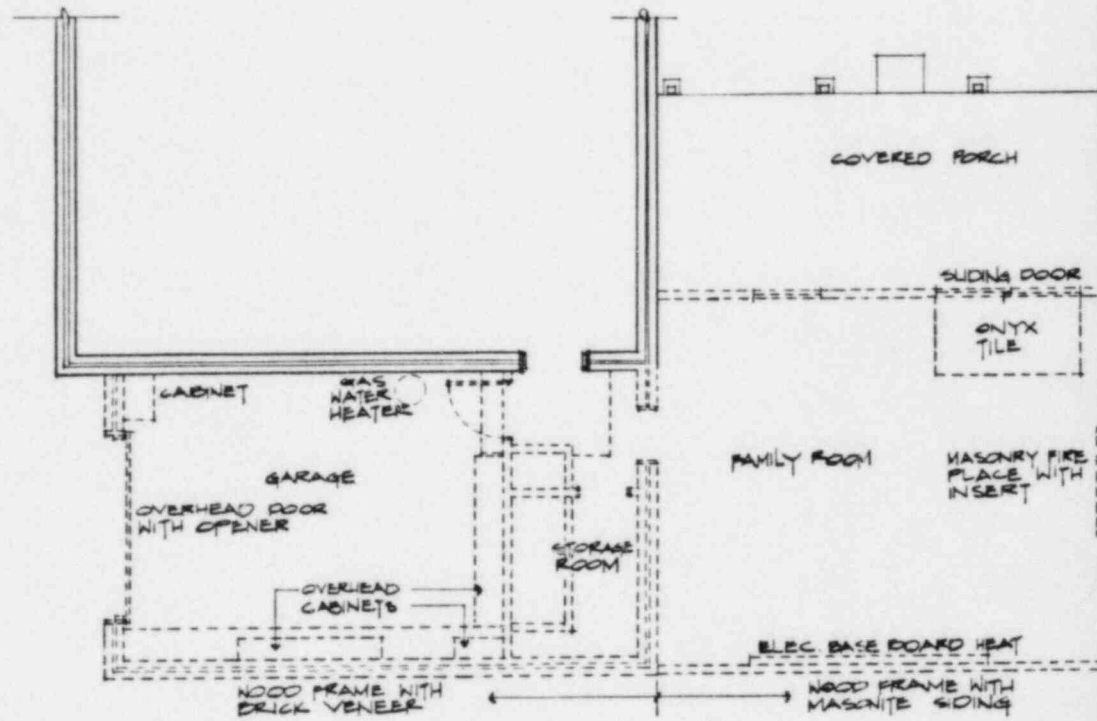 COVERED PORCH
SLIDING DOOR
ONYX
TILE
CABINET
GAS
WATER
HEATER
GARAGE
FAMILY ROOM
MASONRY FIRE
PLACE WITH
INSERT
OVERHEAD DOOR
WITH OPENER
STORAGE
ROOM
OVERHEAD
CABINETS
ELEC. BASE BOARD HEAT
WOOD FRAME WITH
BRICK VENEER
WOOD FRAME WITH
MASONITE SIDING